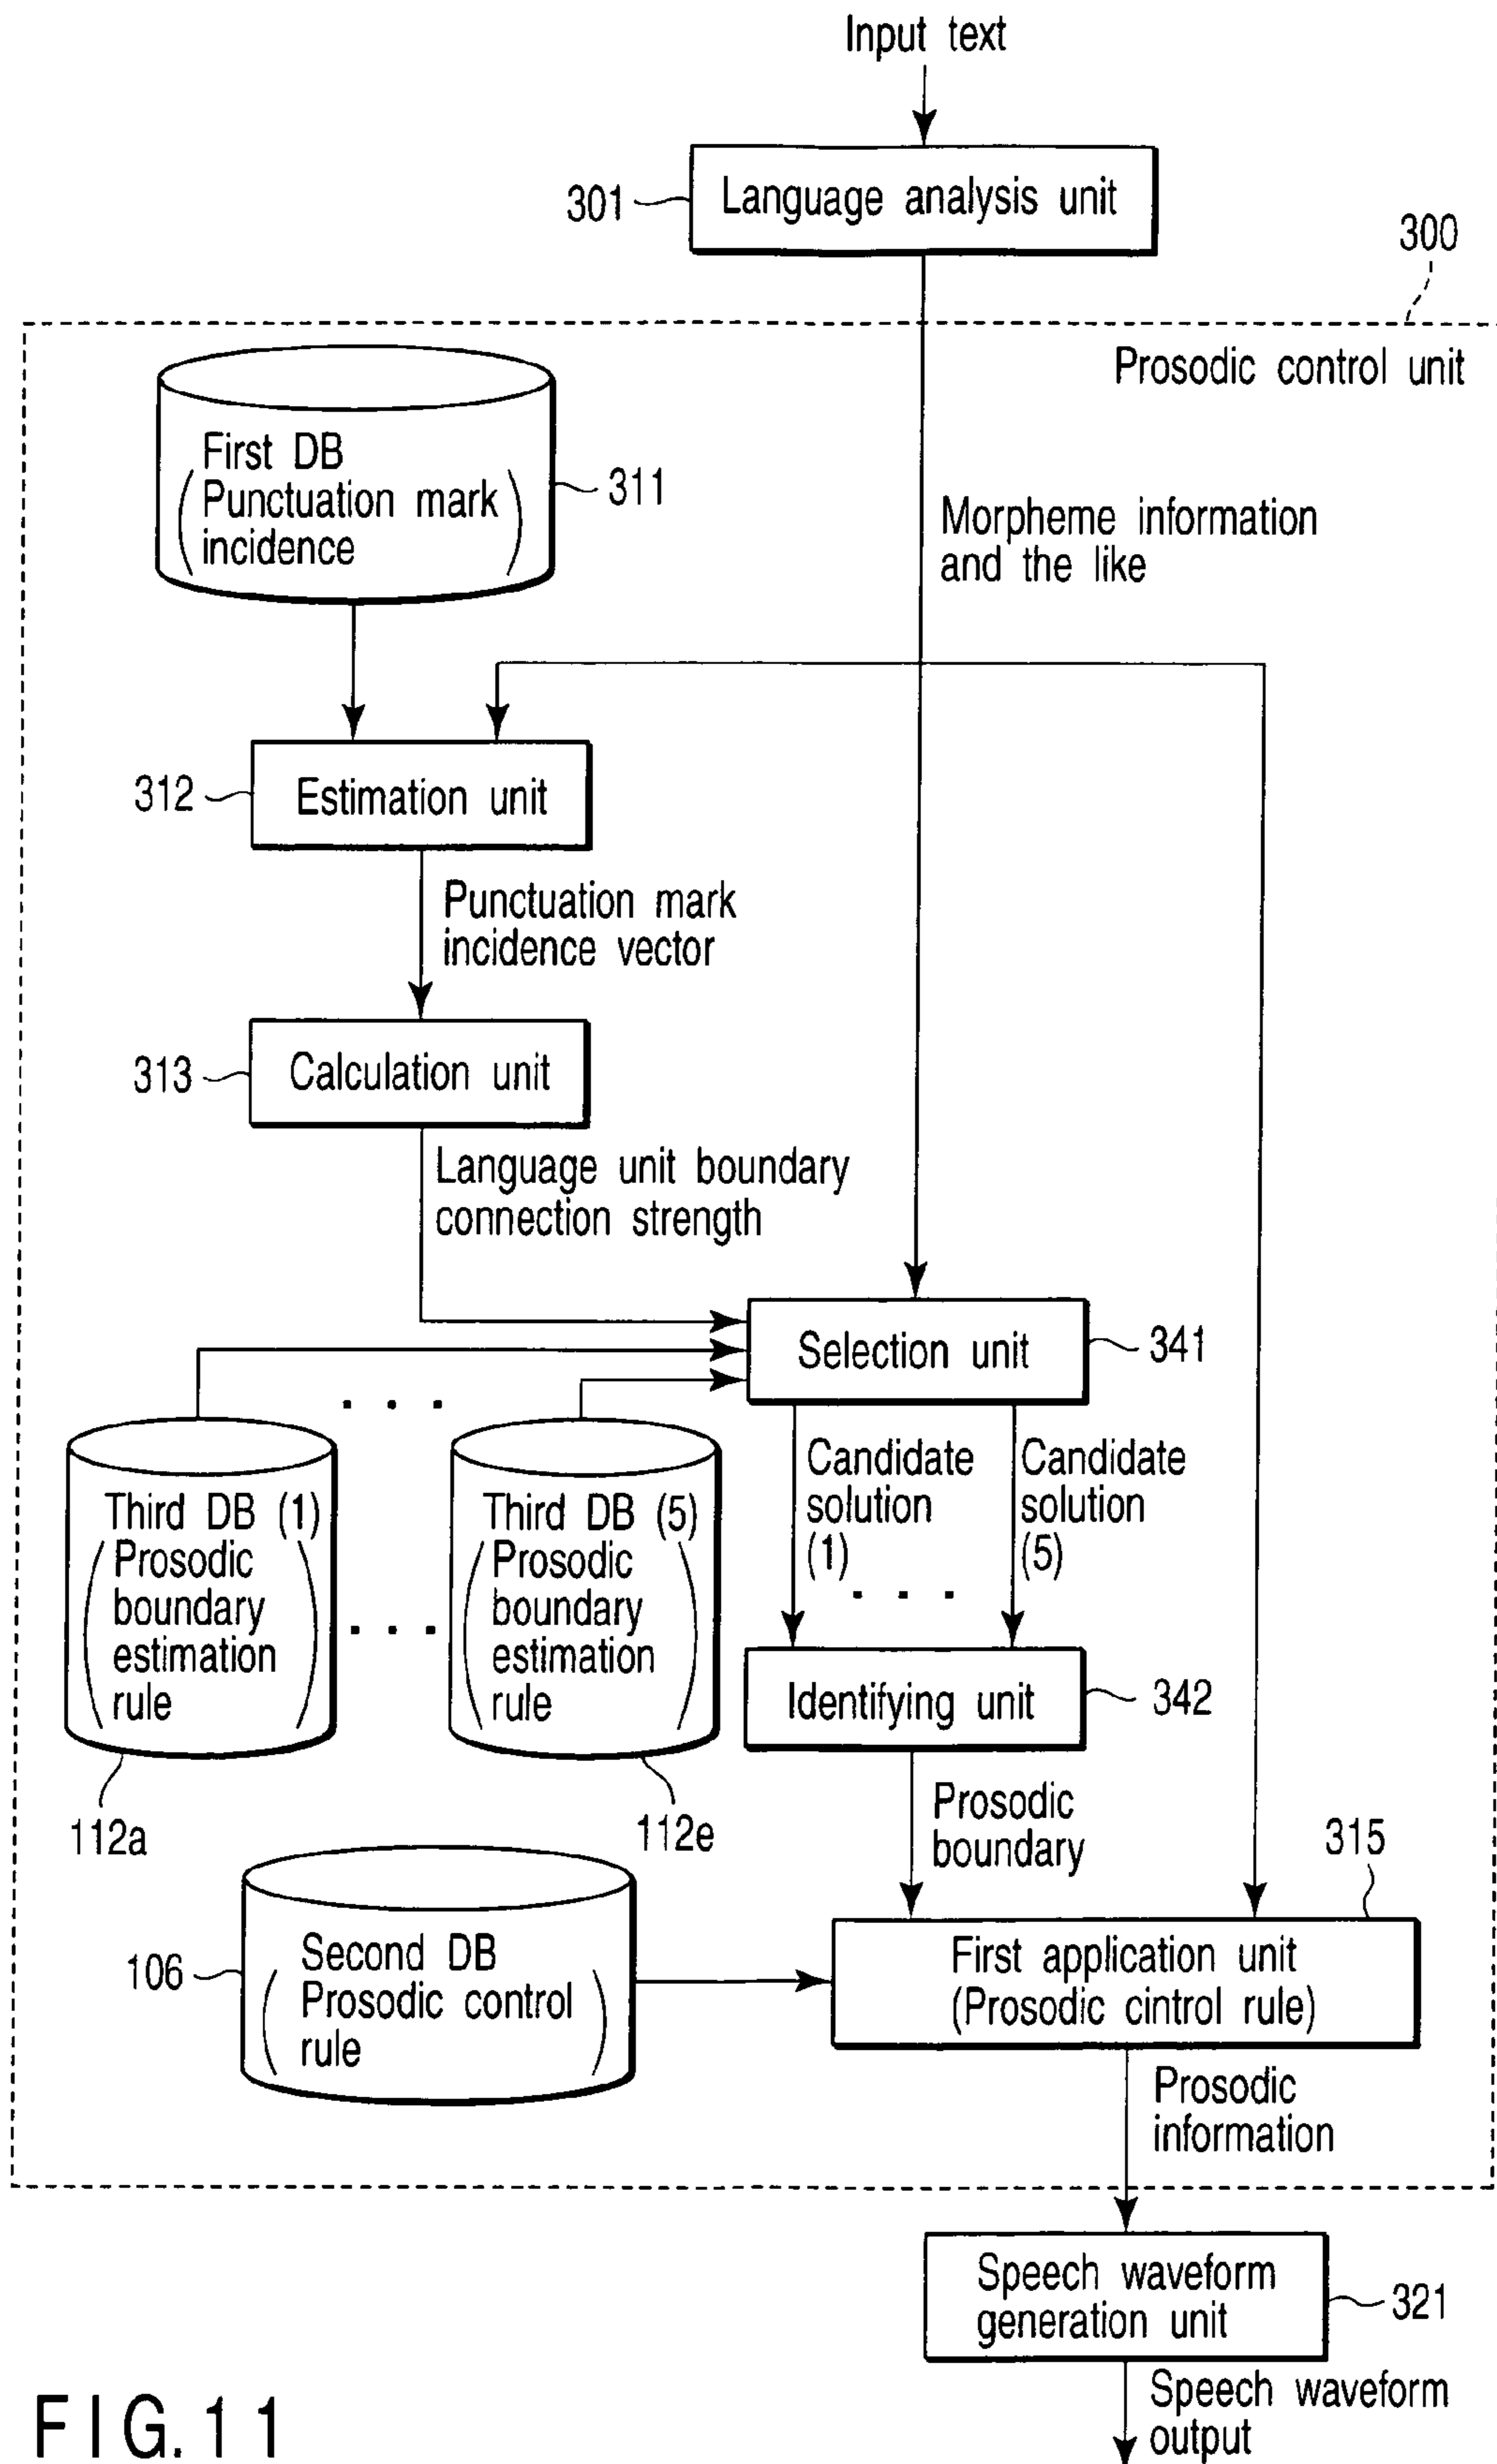 Input text
301
Language analysis unit
300
Prosodic control unit
First DB
Punctuation mark
incidence
311
Morpheme information
and the like
312
Estimation unit
Punctuation mark
incidence vector
313
Calculation unit
Language unit boundary
connection strength
Selection unit
341
. . .
Candidate
solution
(1)
Candidate
solution
(5)
. . .
Third DB (1)
Prosodic
boundary
estimation
rule
. . .
Third DB (5)
Prosodic
boundary
estimation
rule
Identifying unit
342
112a
112e
Prosodic
boundary
315
106
Second DB
Prosodic control
rule
First application unit
(Prosodic cintrol rule)
Prosodic
information
Speech waveform
generation unit
321
Speech waveform
output
FIG. 11